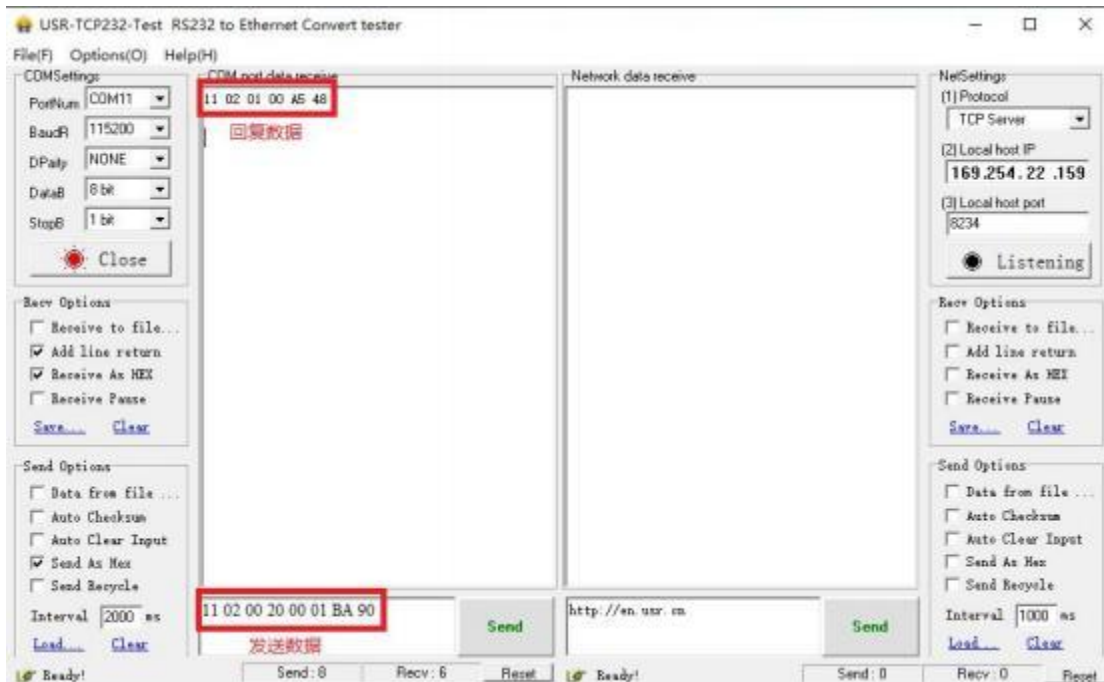 USR-TCP232-Test RS232 to Ethernet Convert tester
File(F) Options(O) Help(H)
COMSettings
PortNum COM11
BaudR 115200
DPaity NONE
DataB 8 bit
StopB 1 bit
Close
Recv Options
Receive to file...
Add line return
Receive As HEX
Receive Pause
Save... Clear
Send Options
Data from file ...
Auto Checksum
Auto Clear Input
Send As Hex
Send Recycle
Interval 2000 ms
Load... Clear
COM port data receive
11 02 01 00 A5 48
回复数据
11 02 00 20 00 01 BA 90
发送数据
Send
Network data receive
http://en.usr.cn
Send
NetSettings
(1) Protocol
TCP Server
(2) Local host IP
169.254.22.159
(3) Local host port
8234
Listening
Recv Options
Receive to file...
Add line return
Receive As HEX
Receive Pause
Save... Clear
Send Options
Data from file ...
Auto Checksum
Auto Clear Input
Send As Hex
Send Recycle
Interval 1000 ms
Load... Clear
Ready! Send : 8 Recv : 6 Reset
Ready! Send : 0 Recv : 0 Reset